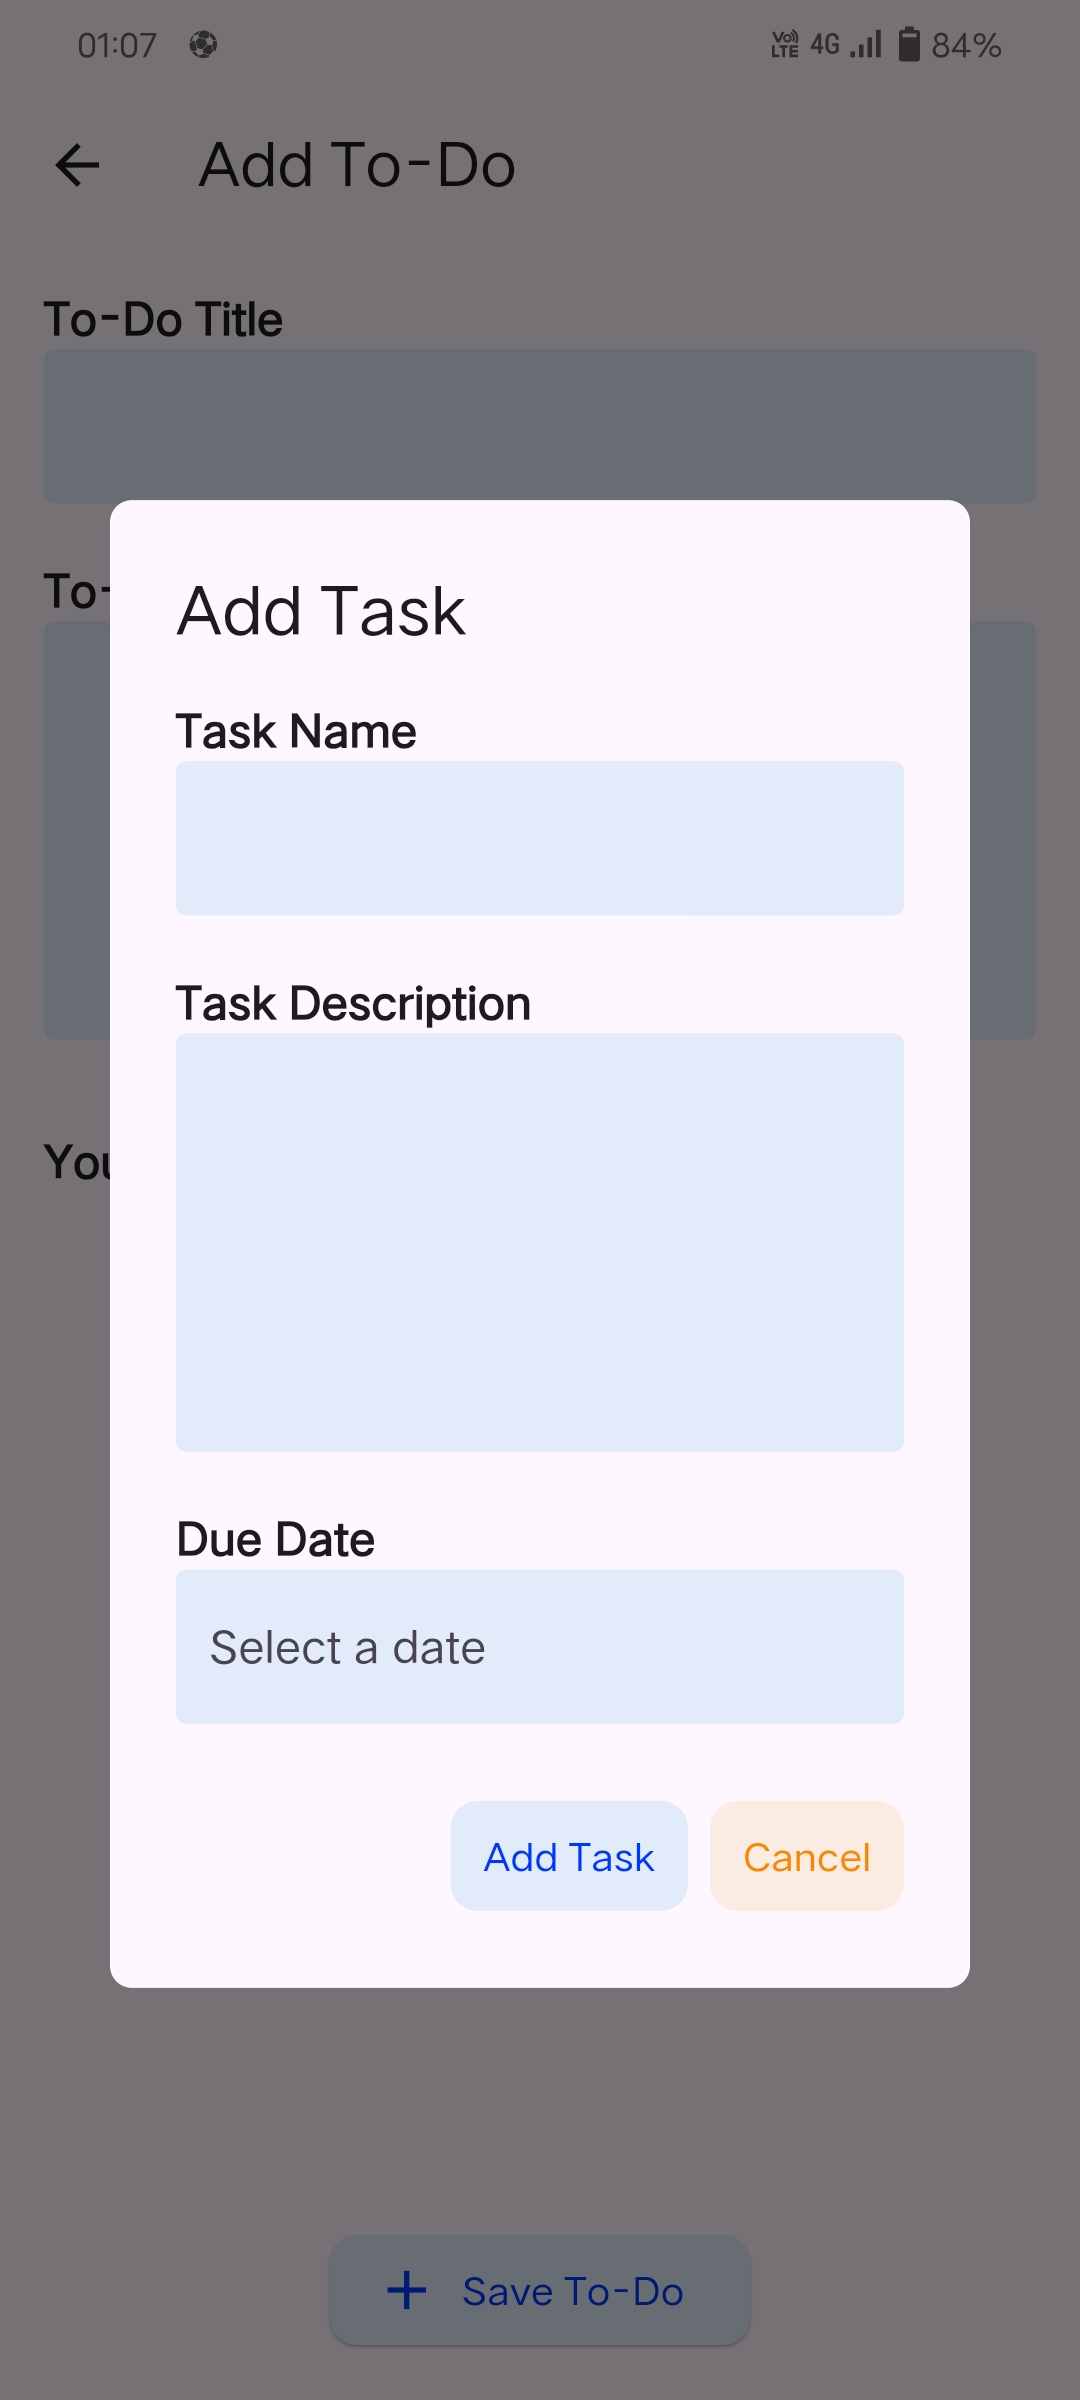 01:07 4G 84%
Add To-Do
To-Do Title
To-
Add Task
Task Name
Task Description
You
Due Date
Select a date
Add Task Cancel
Save To-Do